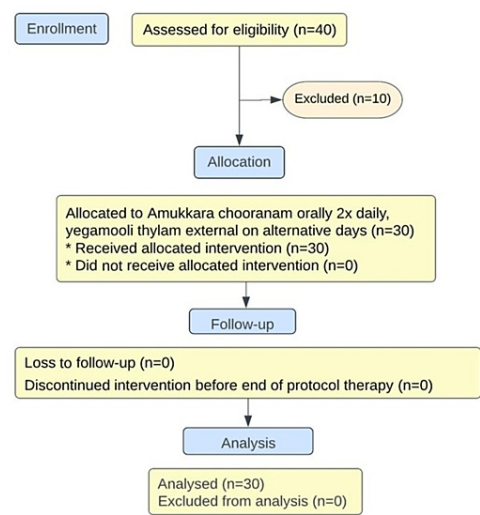 Enrollment
Assessed for eligibility (n=40)
Excluded (n=10)
Allocation
Allocated to Amukkara chooranam orally 2x daily,
yegamooli thylam external on alternative days (n=30)
* Received allocated intervention (n=30)
* Did not receive allocated intervention (n=0)
Follow-up
Loss to follow-up (n=0)
Discontinued intervention before end of protocol therapy (n=0)
Analysis
Analysed (n=30)
Excluded from analysis (n=0)